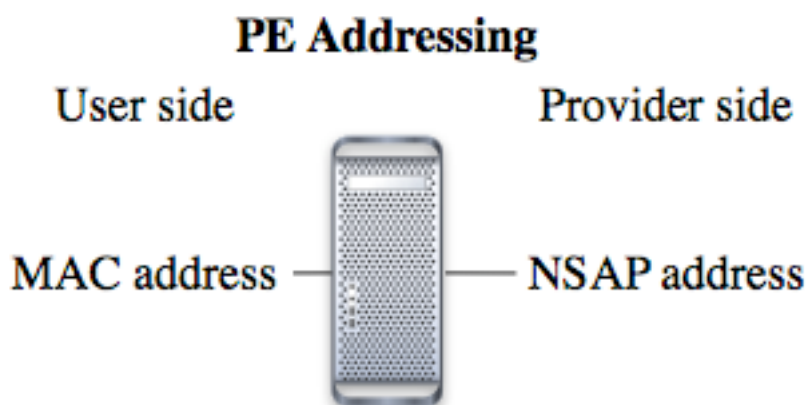 PE Addressing
User side
Provider side
MAC address
NSAP address